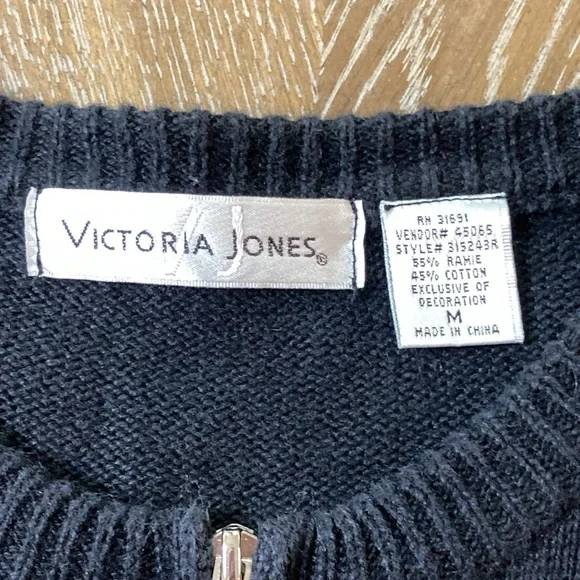 VICTORIA JONES®
RN 31691
VENDOR# 45065
STYLE# 315243R
55% RAMIE
45% COTTON
EXCLUSIVE OF
DECORATION
M
MADE IN CHINA